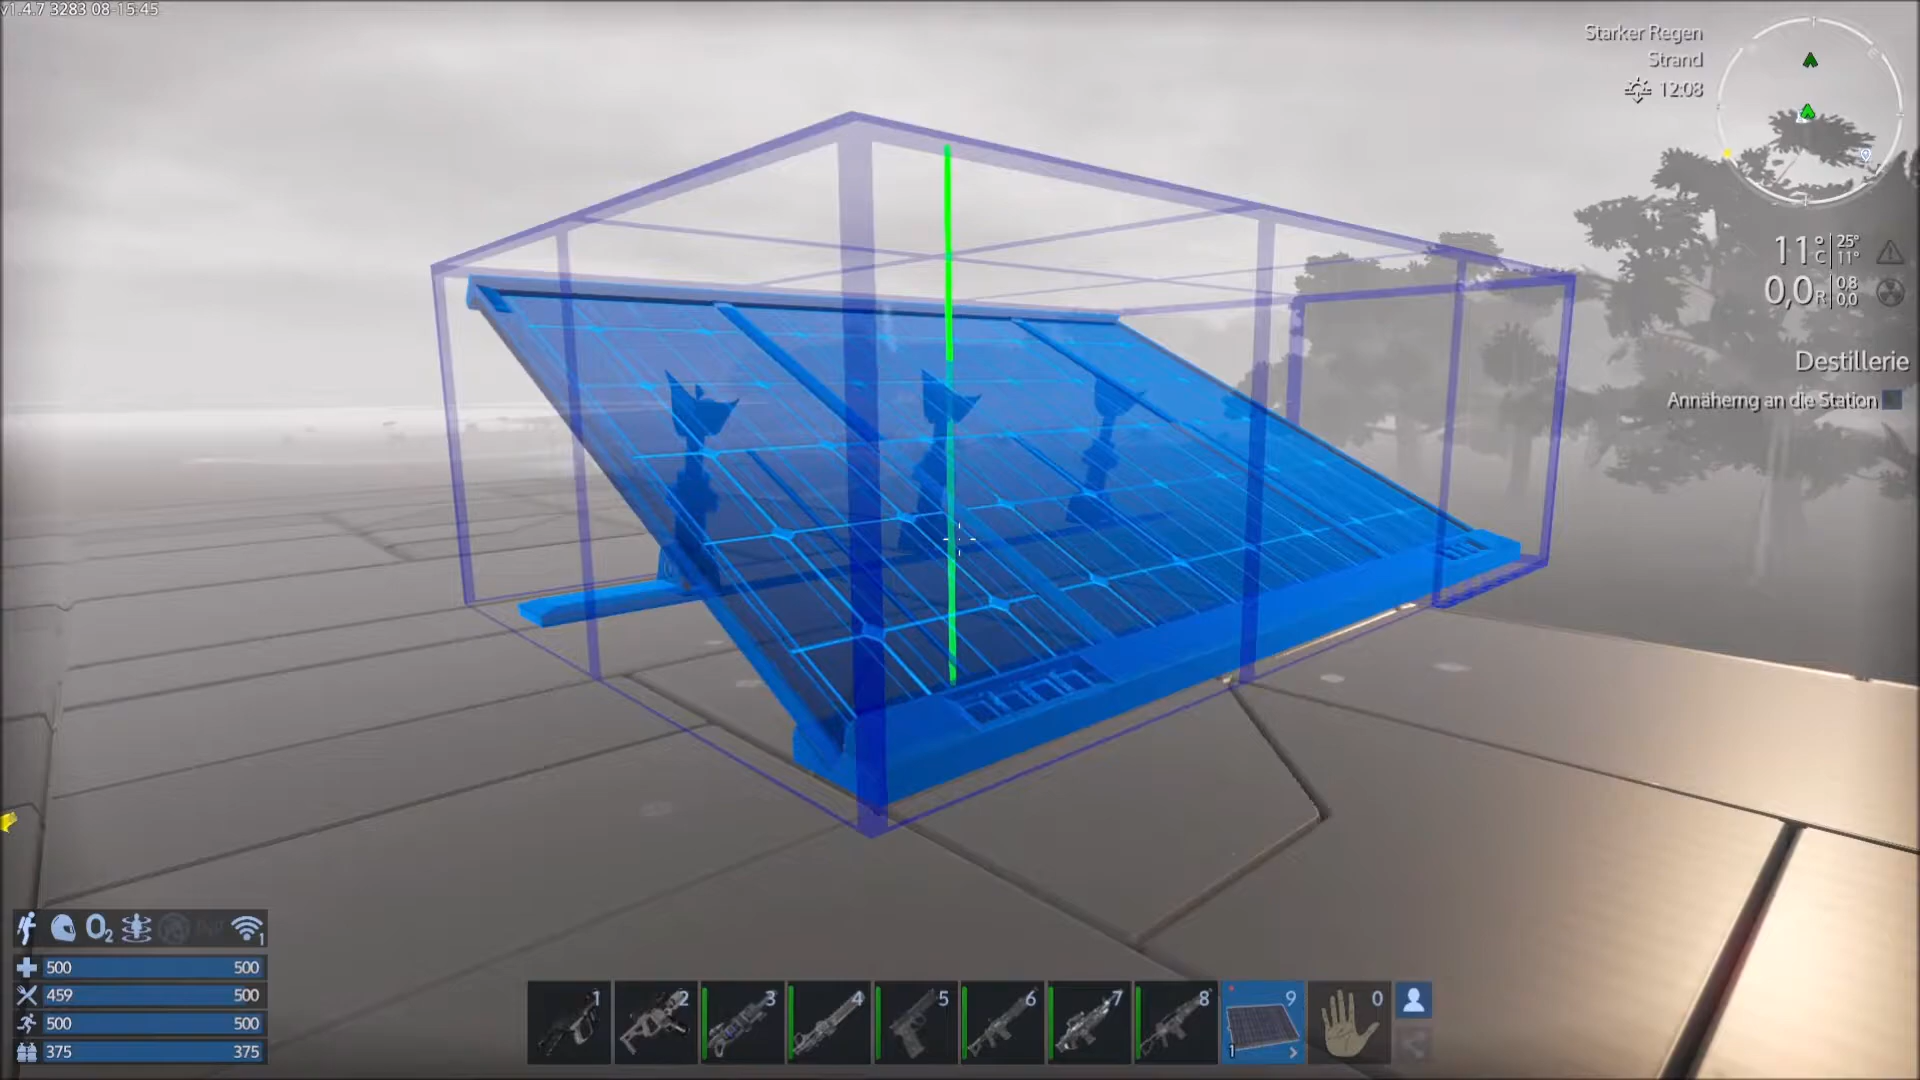 v1.4.7 3283 08-15:45
Starker Regen
Strand
12:08
11°C 25° 11°
0,0R 0,8 0,0
Destillerie
Annäherng an die Station
O2
1
500 500
459 500
500 500
375 375
1 2 3 4 5 6 7 8 9 0
1